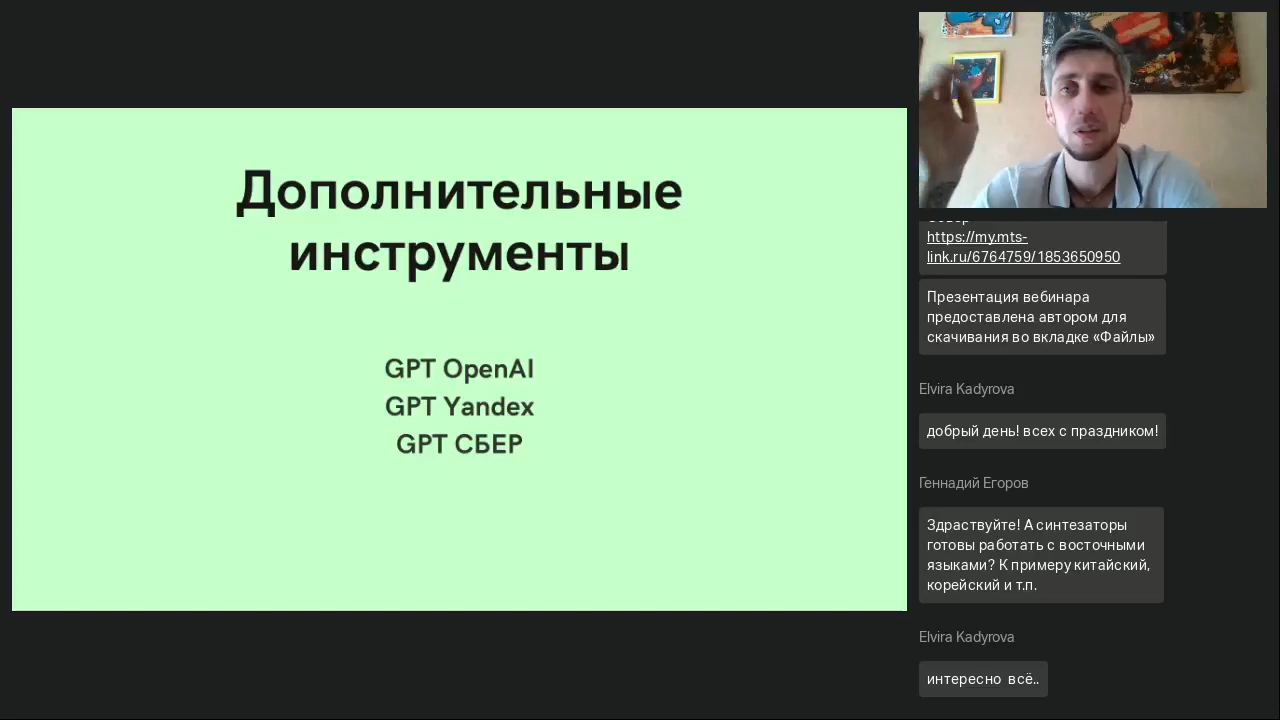 Дополнительные
инструменты
GPT OpenAI
GPT Yandex
GPT СБЕР
https://my.mts-
link.ru/6764759/1853650950
Презентация вебинара
предоставлена автором для
скачивания во вкладке «Файлы»
Elvira Kadyrova
добрый день! всех с праздником!
Геннадий Егоров
Здраствуйте! А синтезаторы
готовы работать с восточными
языками? К примеру китайский,
корейский и т.п.
Elvira Kadyrova
интересно всё..